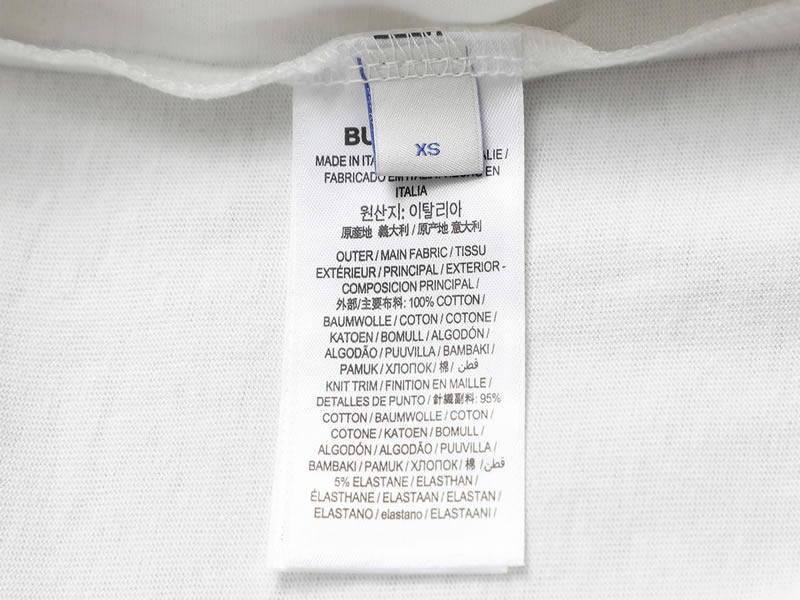 XS
BU
MADE IN ITA ALIE /
FABRICADO EN
ITALIA
원산지: 이탈리아
原産地 義大利 / 原产地 意大利
OUTER / MAIN FABRIC / TISSU
EXTÉRIEUR / PRINCIPAL / EXTERIOR -
COMPOSICION PRINCIPAL /
外部/主要布料: 100% COTTON /
BAUMWOLLE / COTON / COTONE /
KATOEN / BOMULL / ALGODÓN /
ALGODÃO / PUUVILLA / BAMBAKI /
PAMUK / ХЛОПОК/ 棉/ قطن
KNIT TRIM / FINITION EN MAILLE /
DETALLES DE PUNTO / 針織副料: 95%
COTTON / BAUMWOLLE / COTON /
COTONE / KATOEN / BOMULL /
ALGODÓN / ALGODÃO / PUUVILLA /
BAMBAKI / PAMUK / ХЛОПОК/ 棉 /قطن
5% ELASTANE / ELASTHAN /
ÉLASTHANE / ELASTAAN / ELASTAN /
ELASTANO / elastano / ELASTAANI /